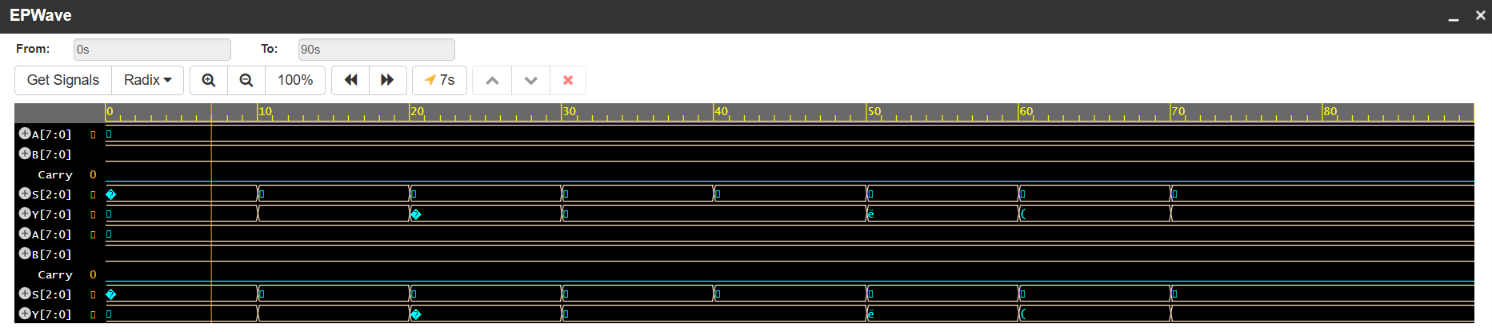 EPWave
From: 0s To: 90s
Get Signals Radix 100% 7s
0 10 20 30 40 50 60 70 80
A[7:0]
B[7:0]
Carry 0
S[2:0] �
Y[7:0] � ë (
A[7:0]
B[7:0]
Carry 0
S[2:0] �
Y[7:0] � ë (